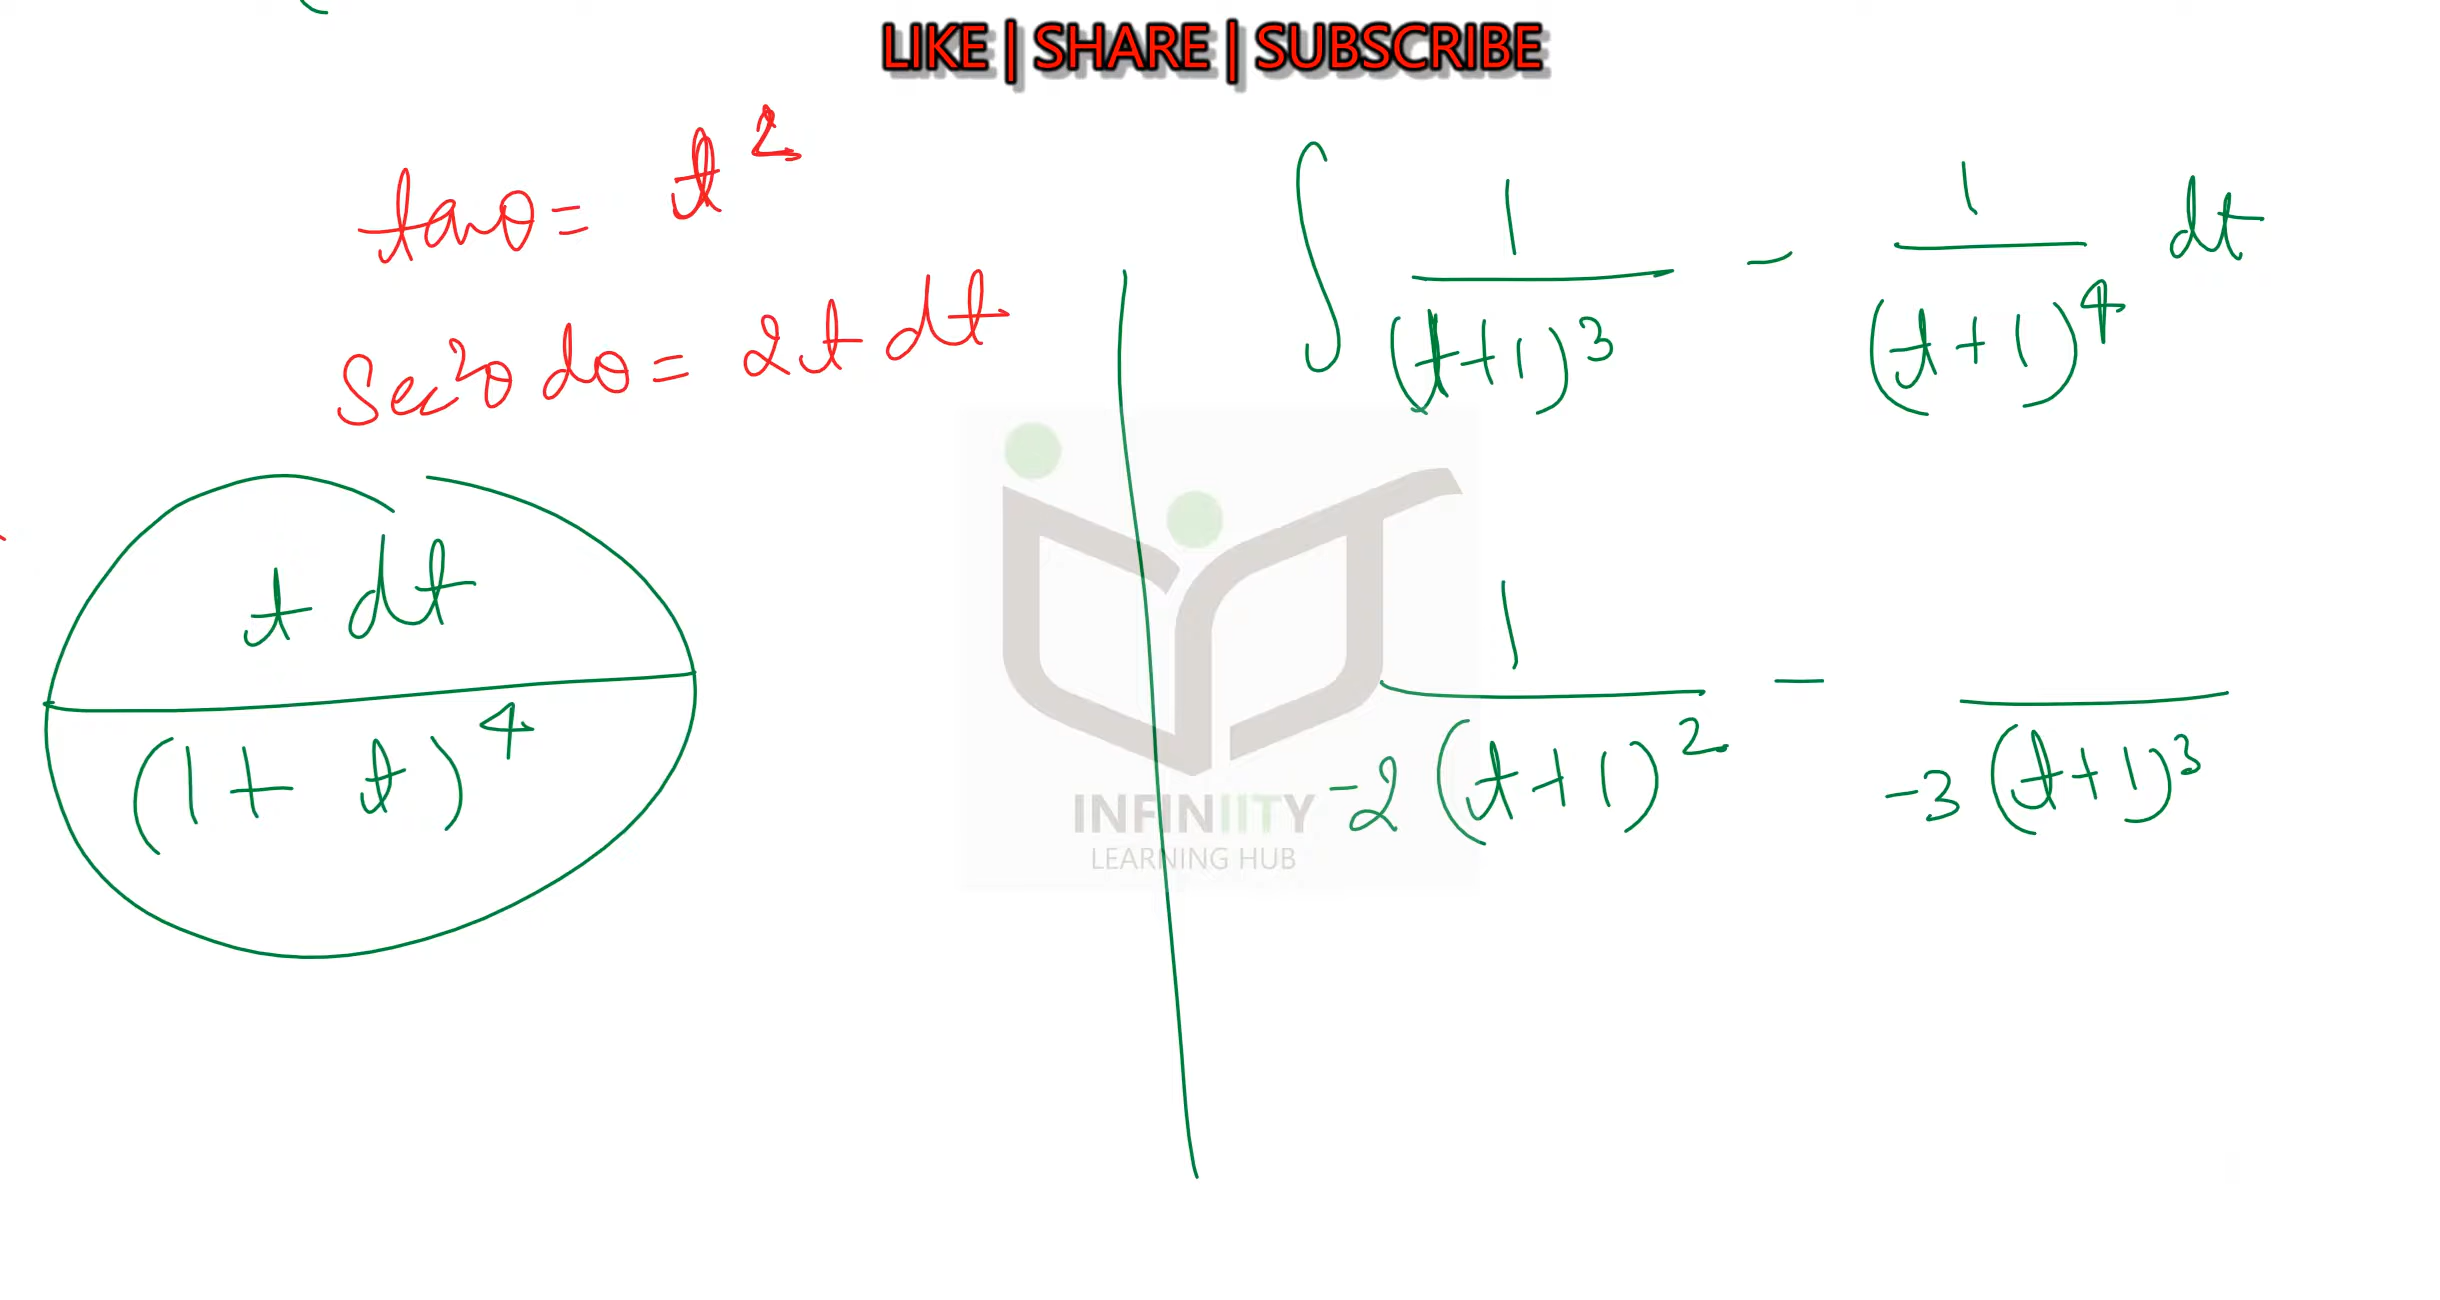 LIKE | SHARE | SUBSCRIBE
tanθ = t²
Sec²θ dθ = 2t dt
t dt
(1+ t)⁴
∫ 1/(t+1)³ - 1/(t+1)⁴ dt
1/-2(t+1)² - /-3(t+1)³
INFINIITY
LEARNING HUB